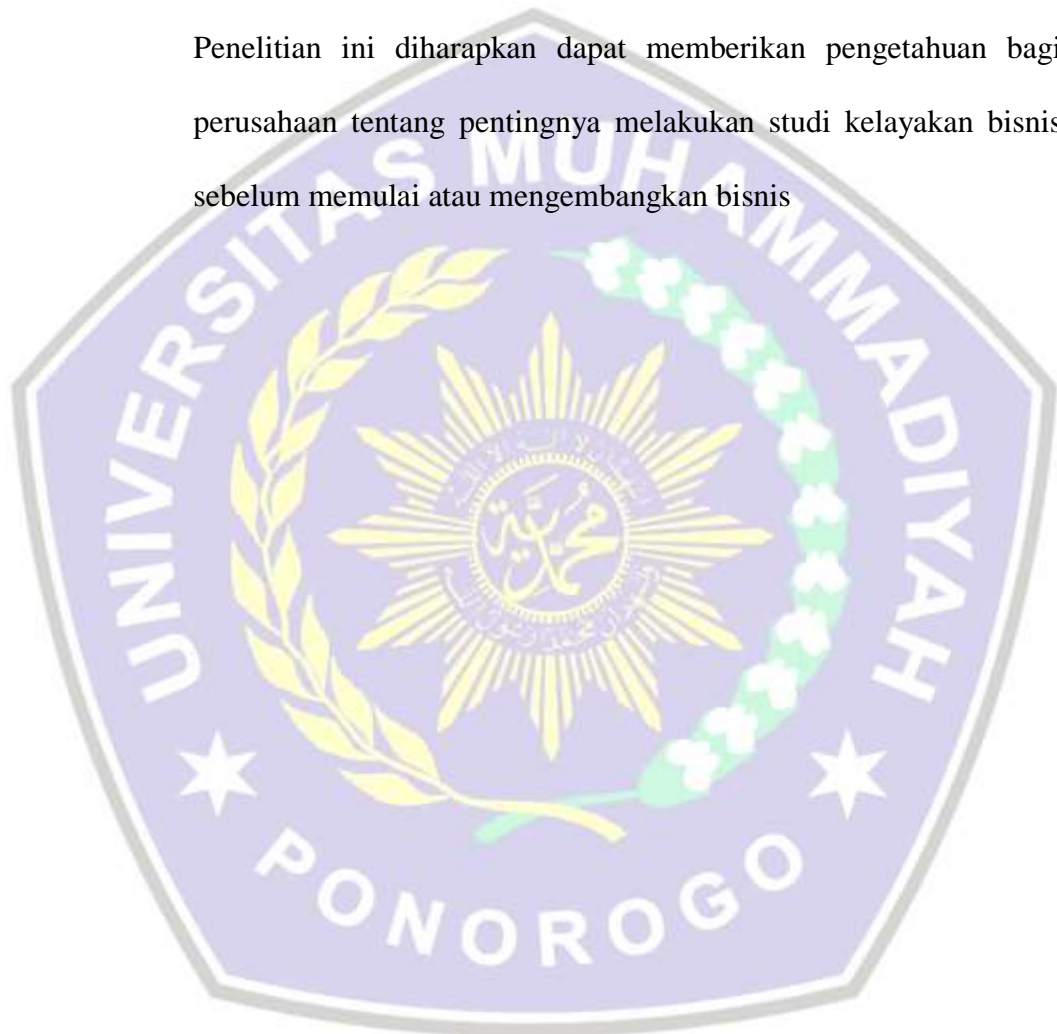 Penelitian ini diharapkan dapat memberikan pengetahuan bagi
perusahaan tentang pentingnya melakukan studi kelayakan bisnis
sebelum memulai atau mengembangkan bisnis
UNIVERSITAS MUHAMMADIYAH
PONOROGO